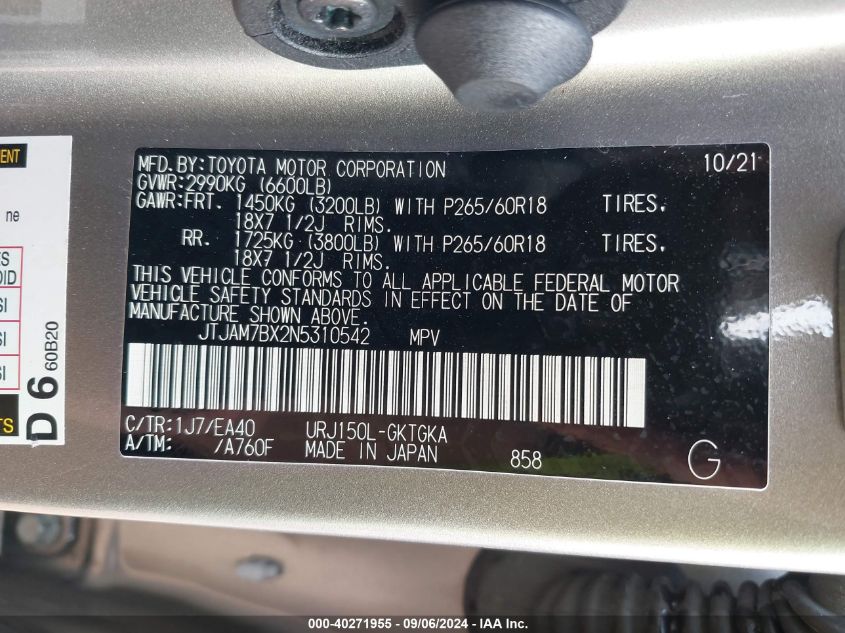 MFD.BY:TOYOTA MOTOR CORPORATION 10/21
GVWR:2990KG (6600LB)
GAWR:FRT. 1450KG (3200LB) WITH P265/60R18 TIRES.
18X7 1/2J RIMS.
RR. 1725KG (3800LB) WITH P265/60R18 TIRES.
18X7 1/2J RIMS.
THIS VEHICLE CONFORMS TO ALL APPLICABLE FEDERAL MOTOR
VEHICLE SAFETY STANDARDS IN EFFECT ON THE DATE OF
MANUFACTURE SHOWN ABOVE.
JTJAM7BX2N5310542 MPV
C/TR:1J7/EA40 URJ150L-GKTGKA
A/TM: /A760F MADE IN JAPAN 858 G
ne
D 6
60B20
000-40271955 - 09/06/2024 - IAA Inc.